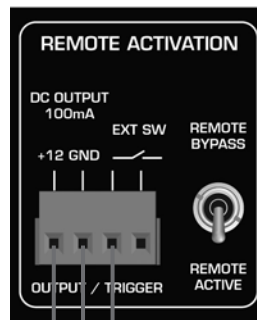 REMOTE ACTIVATION
DC OUTPUT
100mA
EXT SW
+12 GND
REMOTE
BYPASS
REMOTE
ACTIVE
OUTPUT / TRIGGER